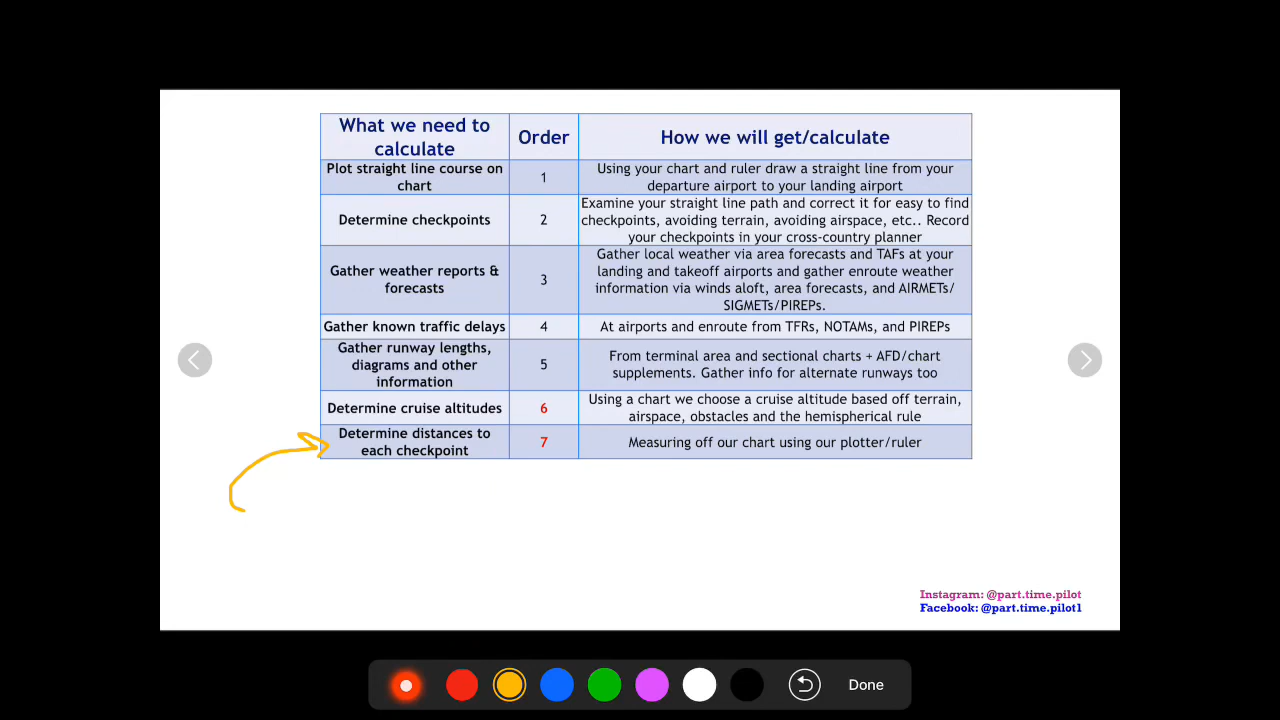 What we need to
calculate
Order
How we will get/calculate
Plot straight line course on
chart
1
Using your chart and ruler draw a straight line from your
departure airport to your landing airport
Determine checkpoints
2
Examine your straight line path and correct it for easy to find
checkpoints, avoiding terrain, avoiding airspace, etc.. Record
your checkpoints in your cross-country planner
Gather weather reports &
forecasts
3
Gather local weather via area forecasts and TAFs at your
landing and takeoff airports and gather enroute weather
information via winds aloft, area forecasts, and AIRMETs/
SIGMETs/PIREPs.
Gather known traffic delays
4
At airports and enroute from TFRs, NOTAMs, and PIREPs
Gather runway lengths,
diagrams and other
information
5
From terminal area and sectional charts + AFD/chart
supplements. Gather info for alternate runways too
Determine cruise altitudes
6
Using a chart we choose a cruise altitude based off terrain,
airspace, obstacles and the hemispherical rule
Determine distances to
each checkpoint
7
Measuring off our chart using our plotter/ruler
Instagram: @part.time.pilot
Facebook: @part.time.pilot1
Done